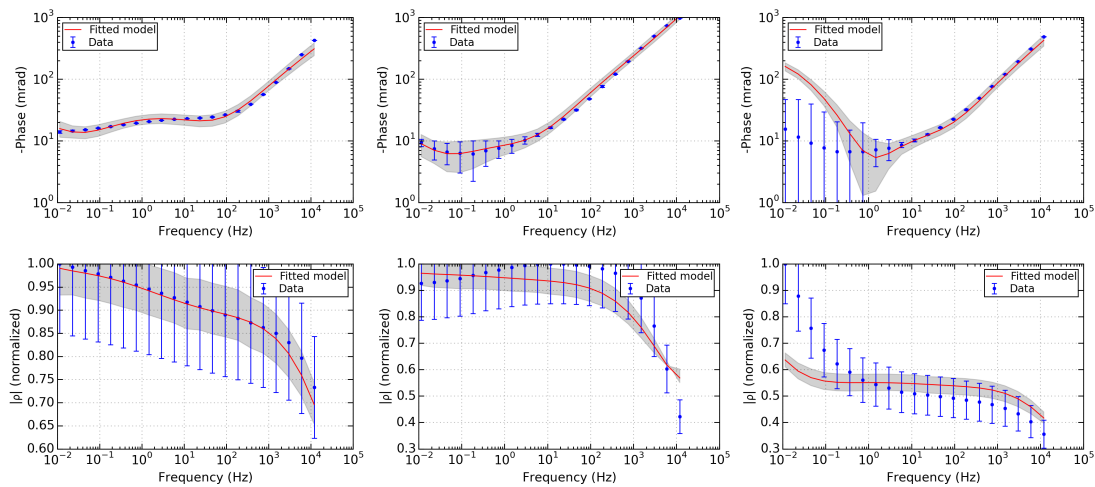 10³
10²
10¹
10⁰
-Phase (mrad)
Fitted model
Data
10⁻² 10⁻¹ 10⁰ 10¹ 10² 10³ 10⁴ 10⁵
Frequency (Hz)
10³
10²
10¹
10⁰
-Phase (mrad)
Fitted model
Data
10⁻² 10⁻¹ 10⁰ 10¹ 10² 10³ 10⁴ 10⁵
Frequency (Hz)
10³
10²
10¹
10⁰
-Phase (mrad)
Fitted model
Data
10⁻² 10⁻¹ 10⁰ 10¹ 10² 10³ 10⁴ 10⁵
Frequency (Hz)
1.00
0.95
0.90
0.85
0.80
0.75
0.70
0.65
0.60
|ρ| (normalized)
Fitted model
Data
10⁻² 10⁻¹ 10⁰ 10¹ 10² 10³ 10⁴ 10⁵
Frequency (Hz)
1.0
0.9
0.8
0.7
0.6
0.5
0.4
0.3
|ρ| (normalized)
Fitted model
Data
10⁻² 10⁻¹ 10⁰ 10¹ 10² 10³ 10⁴ 10⁵
Frequency (Hz)
1.0
0.9
0.8
0.7
0.6
0.5
0.4
0.3
|ρ| (normalized)
Fitted model
Data
10⁻² 10⁻¹ 10⁰ 10¹ 10² 10³ 10⁴ 10⁵
Frequency (Hz)